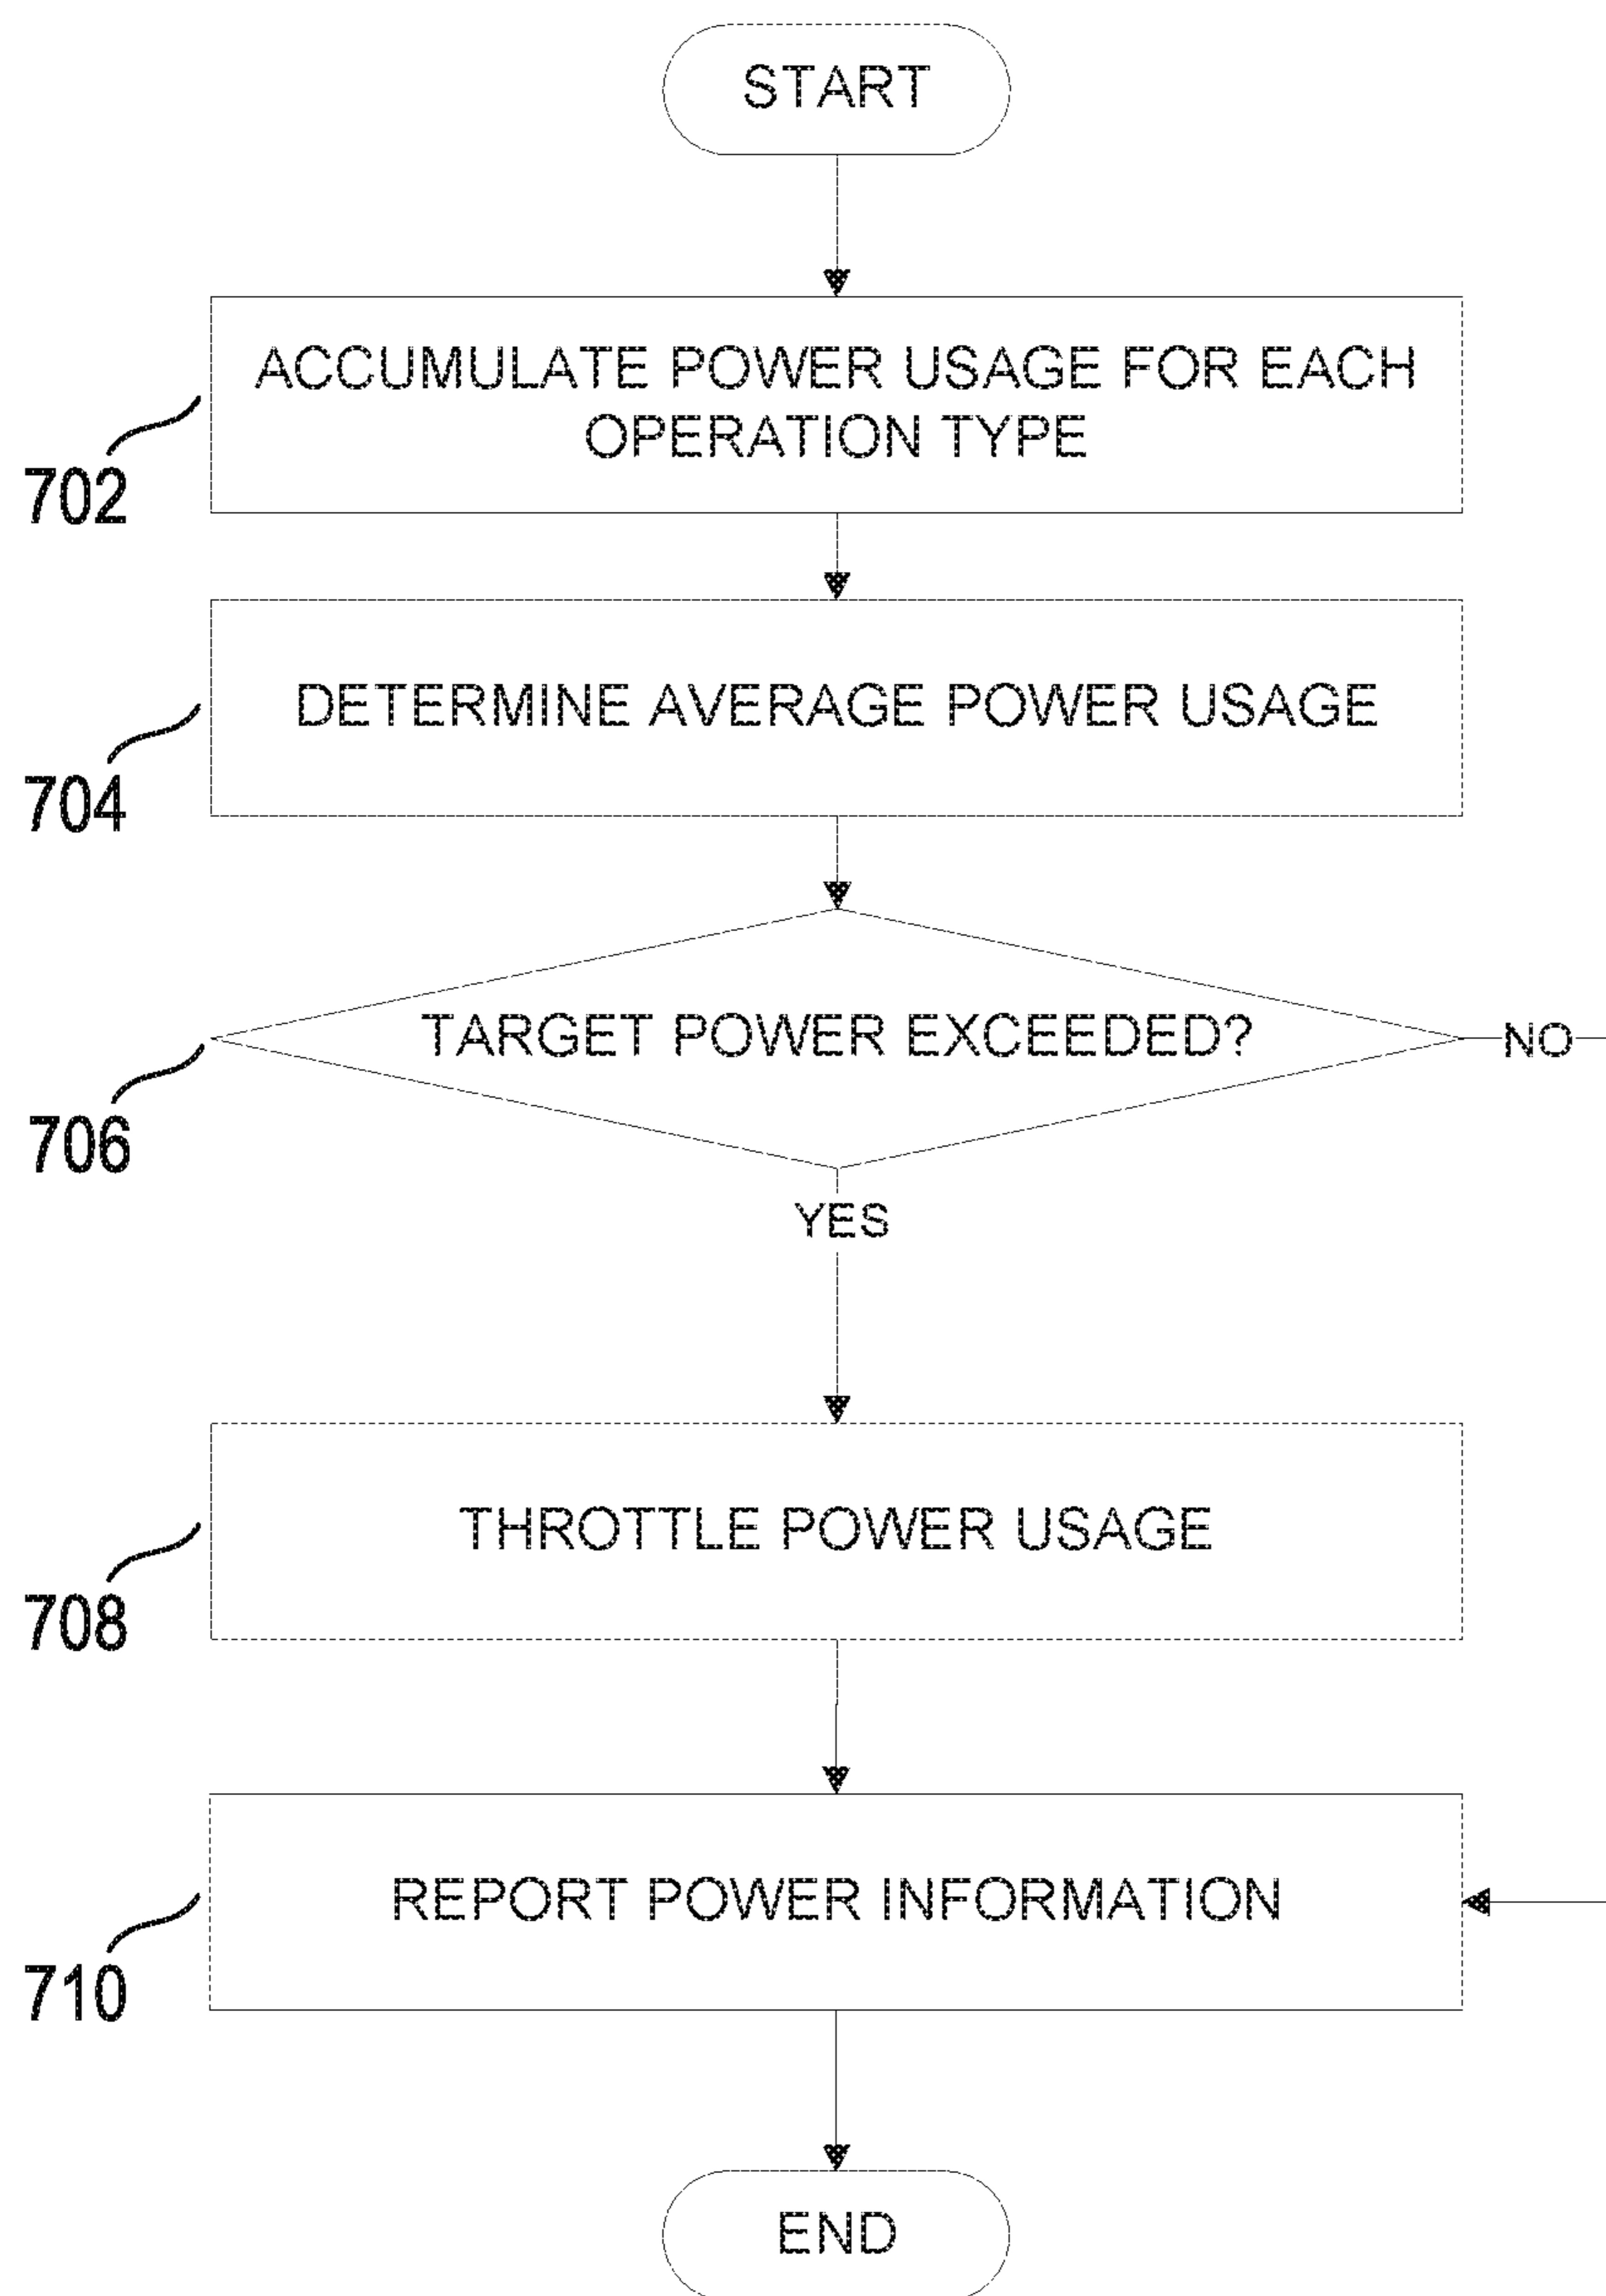 START
ACCUMULATE POWER USAGE FOR EACH
OPERATION TYPE
702
DETERMINE AVERAGE POWER USAGE
704
TARGET POWER EXCEEDED?
NO
706
YES
THROTTLE POWER USAGE
708
REPORT POWER INFORMATION
710
END